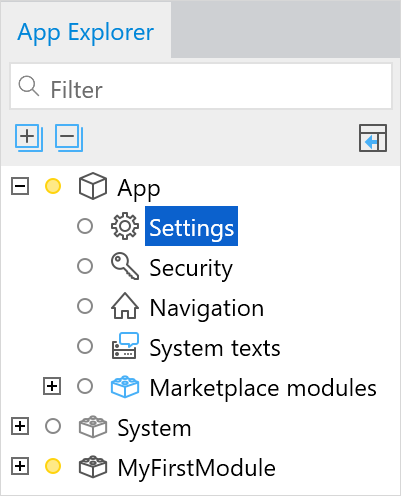 App Explorer
Filter
App
Settings
Security
Navigation
System texts
Marketplace modules
System
MyFirstModule